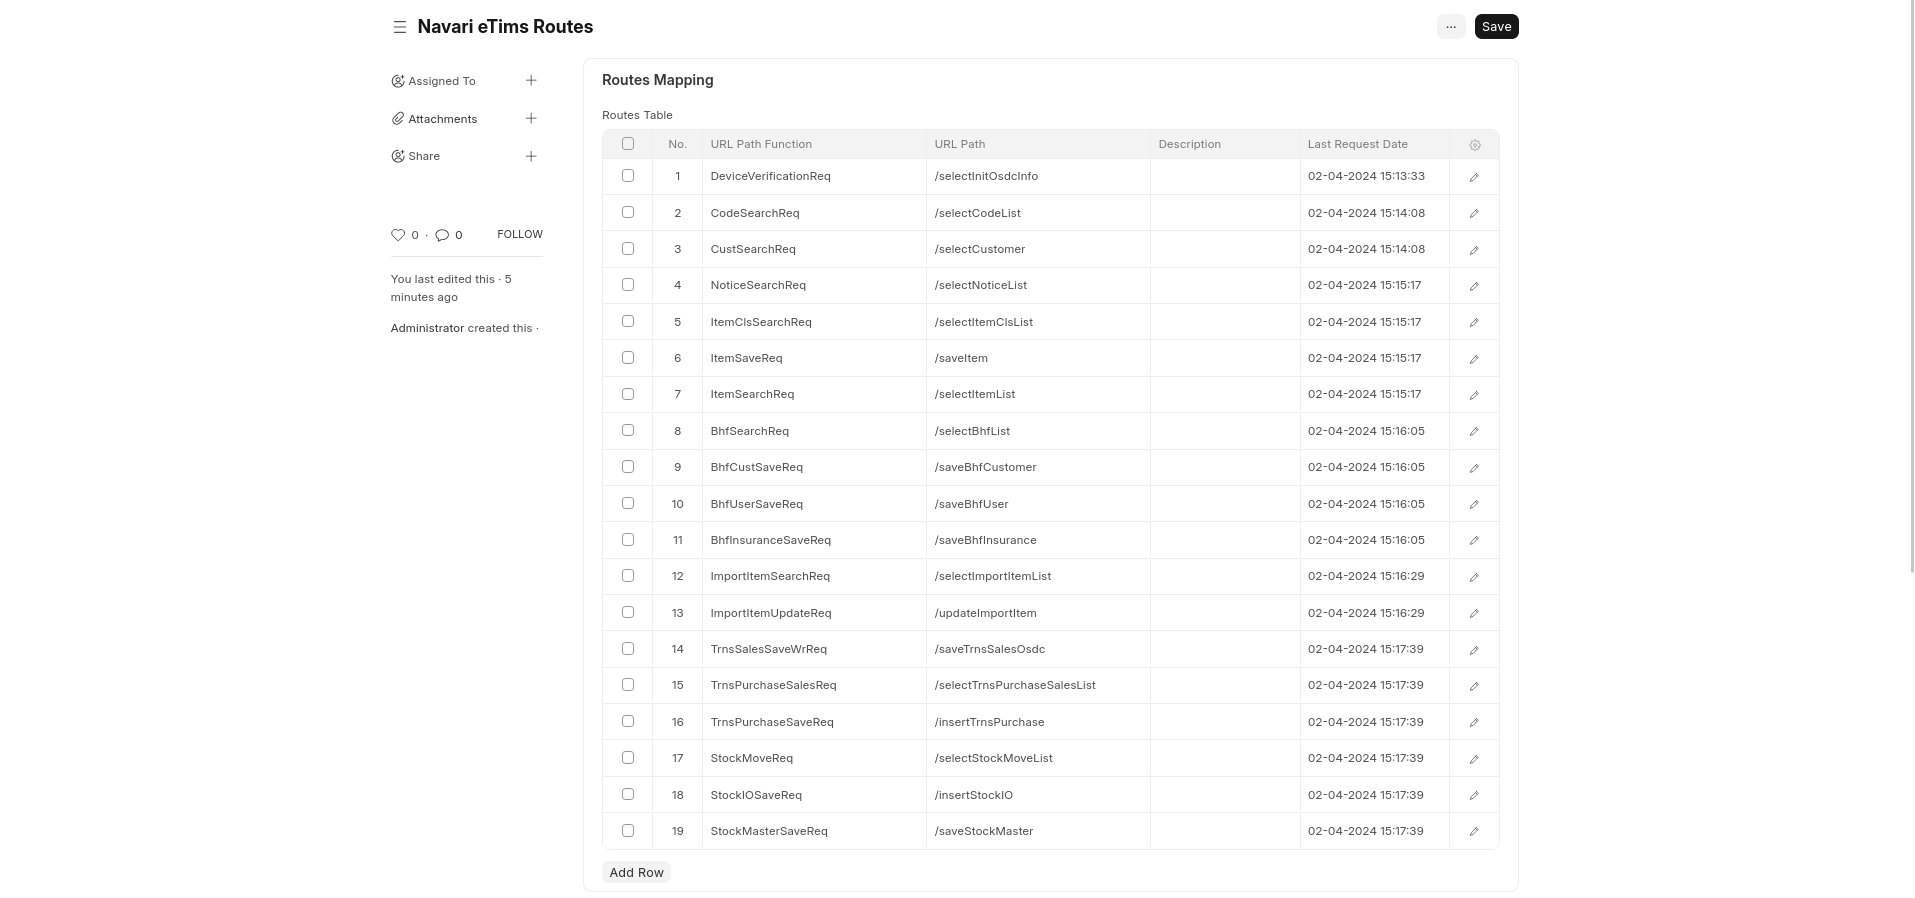 Navari eTims Routes
... Save
Assigned To
Attachments
Share
0 · 0 FOLLOW
You last edited this · 5
minutes ago
Administrator created this ·
Routes Mapping
Routes Table
No. URL Path Function URL Path Description Last Request Date
1 DeviceVerificationReq /selectInitOsdcInfo 02-04-2024 15:13:33
2 CodeSearchReq /selectCodeList 02-04-2024 15:14:08
3 CustSearchReq /selectCustomer 02-04-2024 15:14:08
4 NoticeSearchReq /selectNoticeList 02-04-2024 15:15:17
5 ItemClsSearchReq /selectItemClsList 02-04-2024 15:15:17
6 ItemSaveReq /saveItem 02-04-2024 15:15:17
7 ItemSearchReq /selectItemList 02-04-2024 15:15:17
8 BhfSearchReq /selectBhfList 02-04-2024 15:16:05
9 BhfCustSaveReq /saveBhfCustomer 02-04-2024 15:16:05
10 BhfUserSaveReq /saveBhfUser 02-04-2024 15:16:05
11 BhfInsuranceSaveReq /saveBhfInsurance 02-04-2024 15:16:05
12 ImportItemSearchReq /selectImportItemList 02-04-2024 15:16:29
13 ImportItemUpdateReq /updateImportItem 02-04-2024 15:16:29
14 TrnsSalesSaveWrReq /saveTrnsSalesOsdc 02-04-2024 15:17:39
15 TrnsPurchaseSalesReq /selectTrnsPurchaseSalesList 02-04-2024 15:17:39
16 TrnsPurchaseSaveReq /insertTrnsPurchase 02-04-2024 15:17:39
17 StockMoveReq /selectStockMoveList 02-04-2024 15:17:39
18 StockIOSaveReq /insertStockIO 02-04-2024 15:17:39
19 StockMasterSaveReq /saveStockMaster 02-04-2024 15:17:39
Add Row